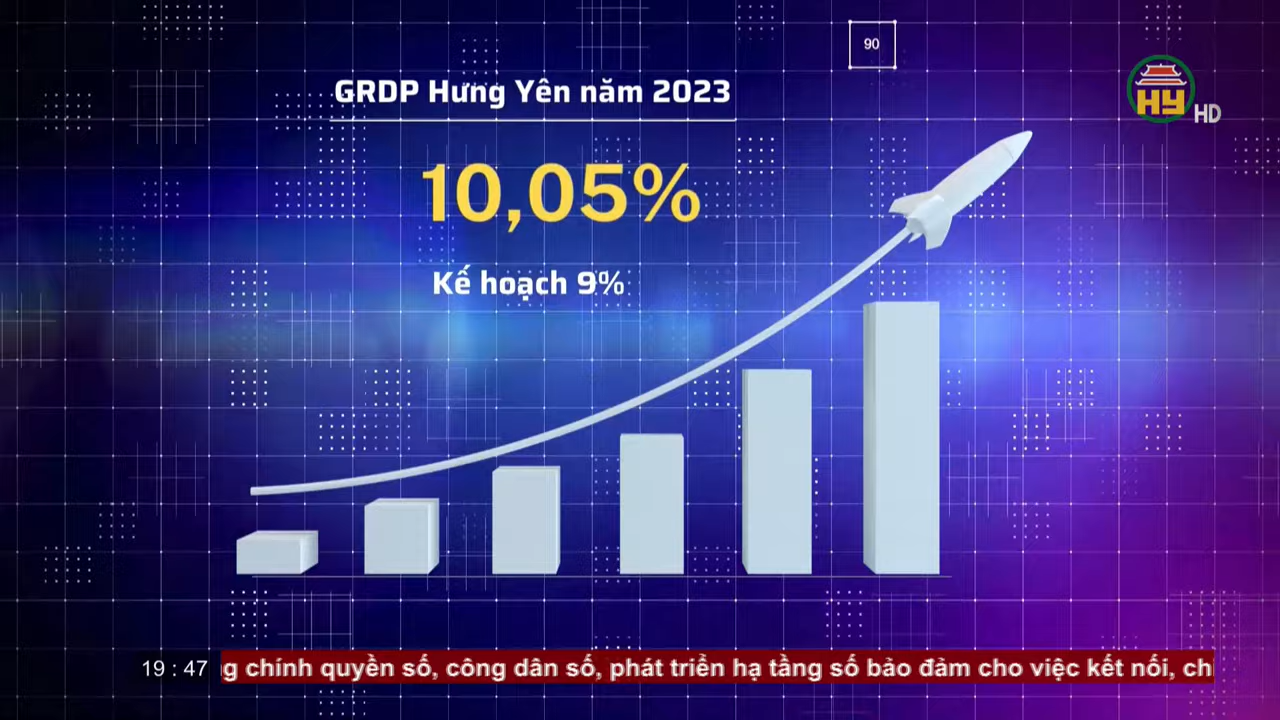 90
GRDP Hưng Yên năm 2023
HY HD
10,05%
Kế hoạch 9%
19 : 47
g chính quyền số, công dân số, phát triển hạ tầng số bảo đảm cho việc kết nối, ch